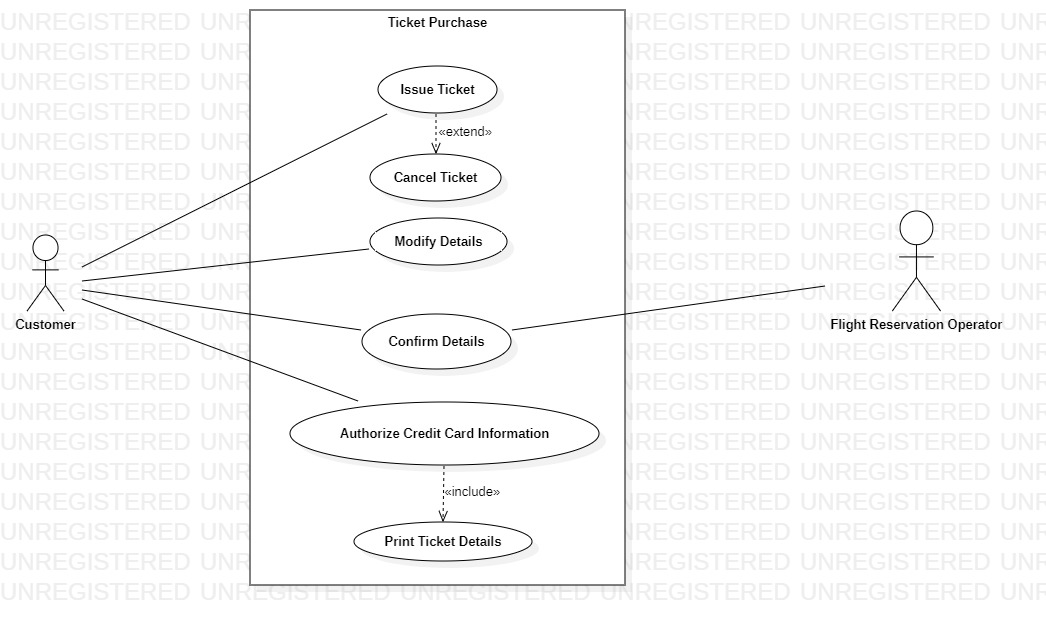 Ticket Purchase
Issue Ticket
«extend»
Cancel Ticket
Modify Details
Customer
Flight Reservation Operator
Confirm Details
Authorize Credit Card Information
«include»
Print Ticket Details
UNREGISTERED